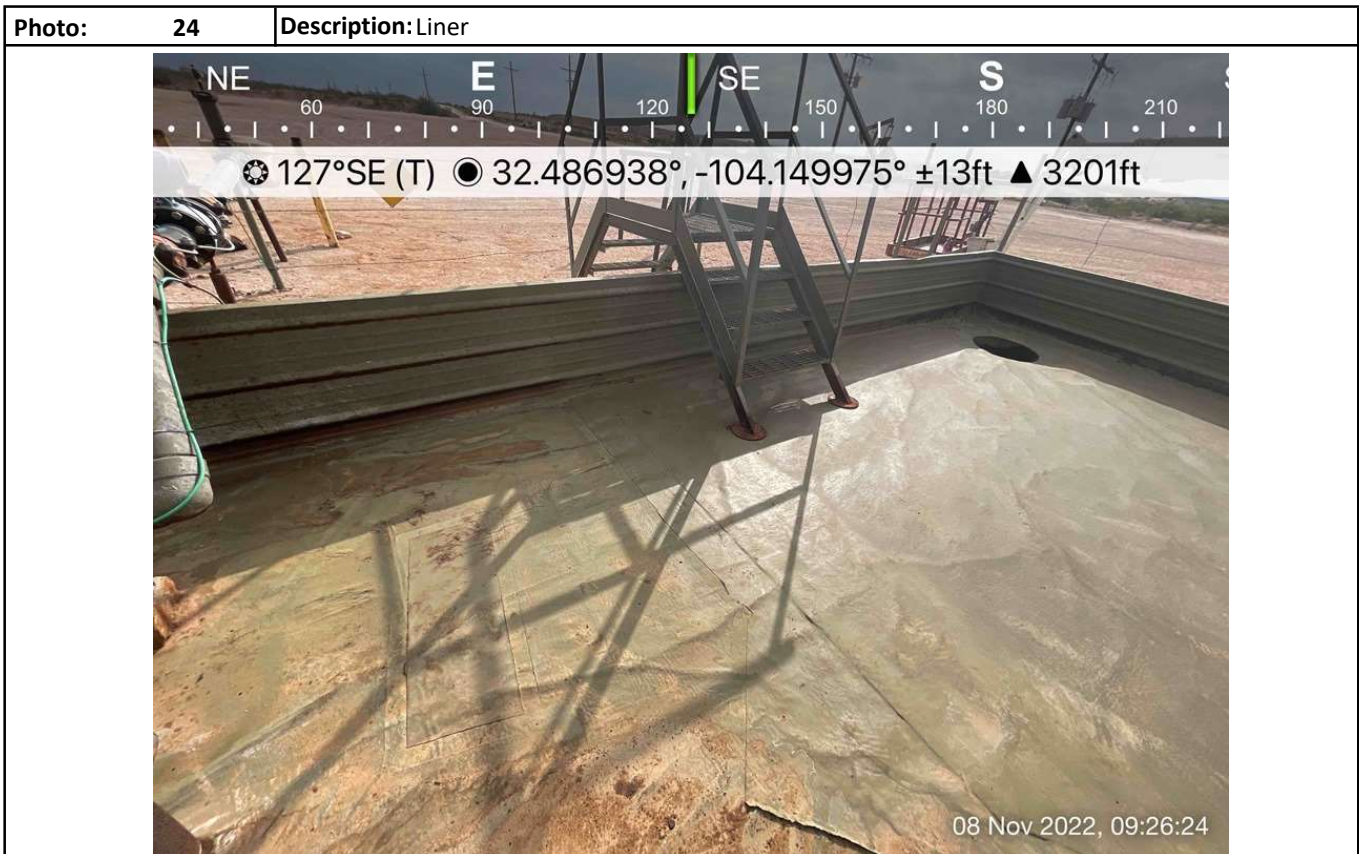 Photo: 24 Description: Liner
NE E SE S
60 90 120 150 180 210
127°SE (T) 32.486938°, -104.149975° ±13ft ▲ 3201ft
08 Nov 2022, 09:26:24